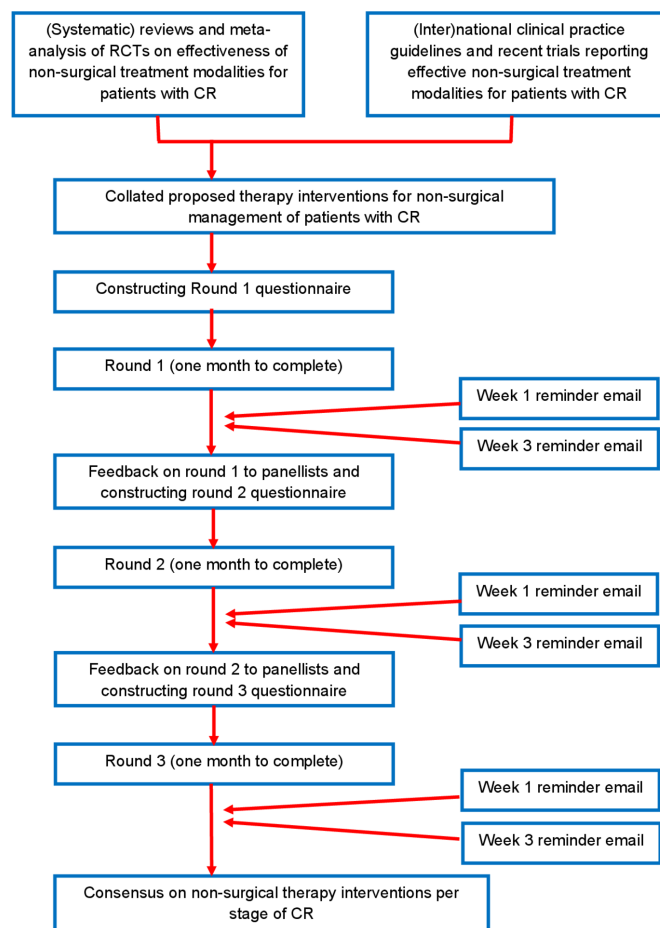 (Systematic) reviews and meta-
analysis of RCTs on effectiveness of
non-surgical treatment modalities for
patients with CR
(Inter)national clinical practice
guidelines and recent trials reporting
effective non-surgical treatment
modalities for patients with CR
Collated proposed therapy interventions for non-surgical
management of patients with CR
Constructing Round 1 questionnaire
Round 1 (one month to complete)
Week 1 reminder email
Week 3 reminder email
Feedback on round 1 to panellists and
constructing round 2 questionnaire
Round 2 (one month to complete)
Week 1 reminder email
Week 3 reminder email
Feedback on round 2 to panellists and
constructing round 3 questionnaire
Round 3 (one month to complete)
Week 1 reminder email
Week 3 reminder email
Consensus on non-surgical therapy interventions per
stage of CR